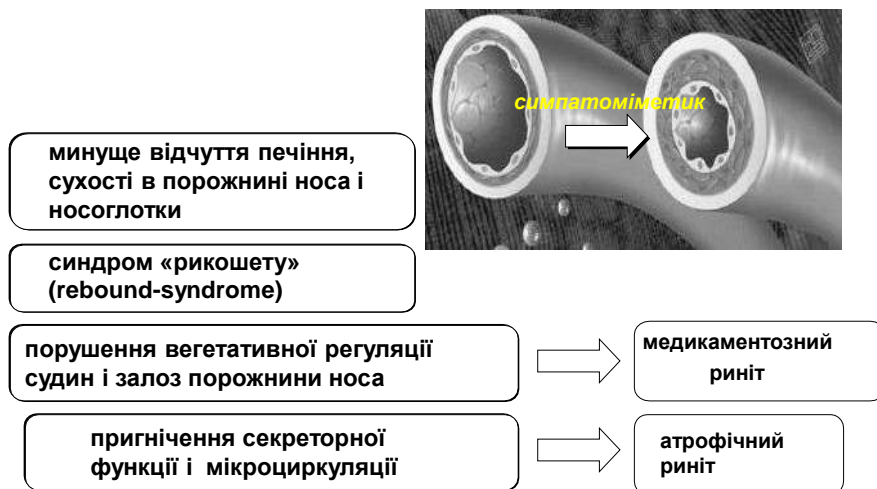 симпатоміметик
минуще відчуття печіння,
сухості в порожнині носа і
носоглотки
синдром «рикошету»
(rebound-syndrome)
порушення вегетативної регуляції
судин і залоз порожнини носа
медикаментозний
риніт
пригнічення секреторної
функції і мікроциркуляції
атрофічний
риніт